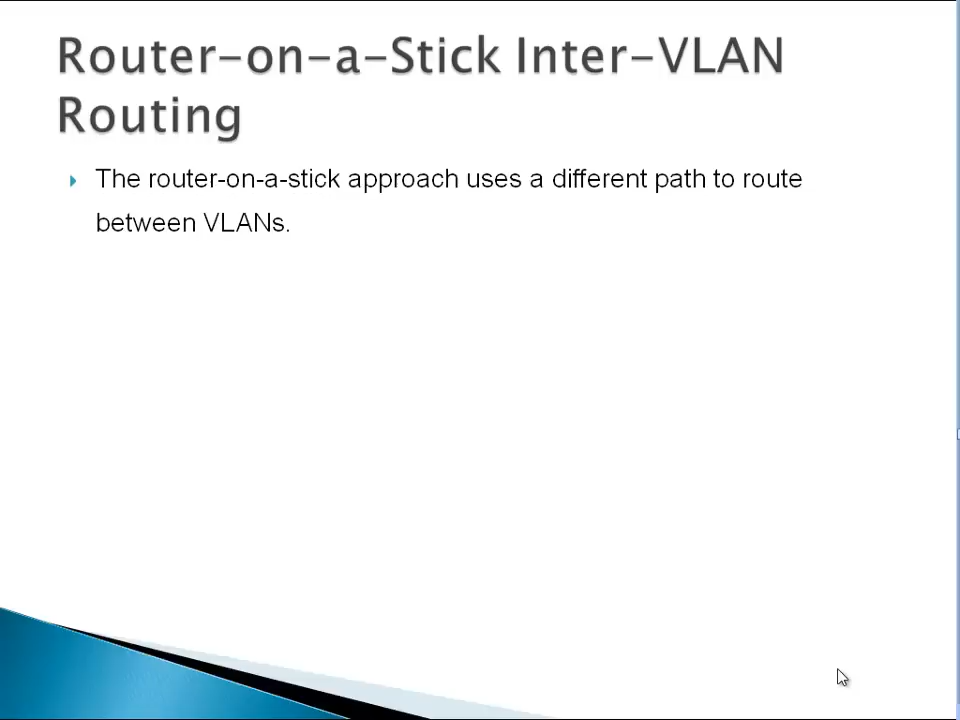 Router-on-a-Stick Inter-VLAN
Routing
The router-on-a-stick approach uses a different path to route
between VLANs.